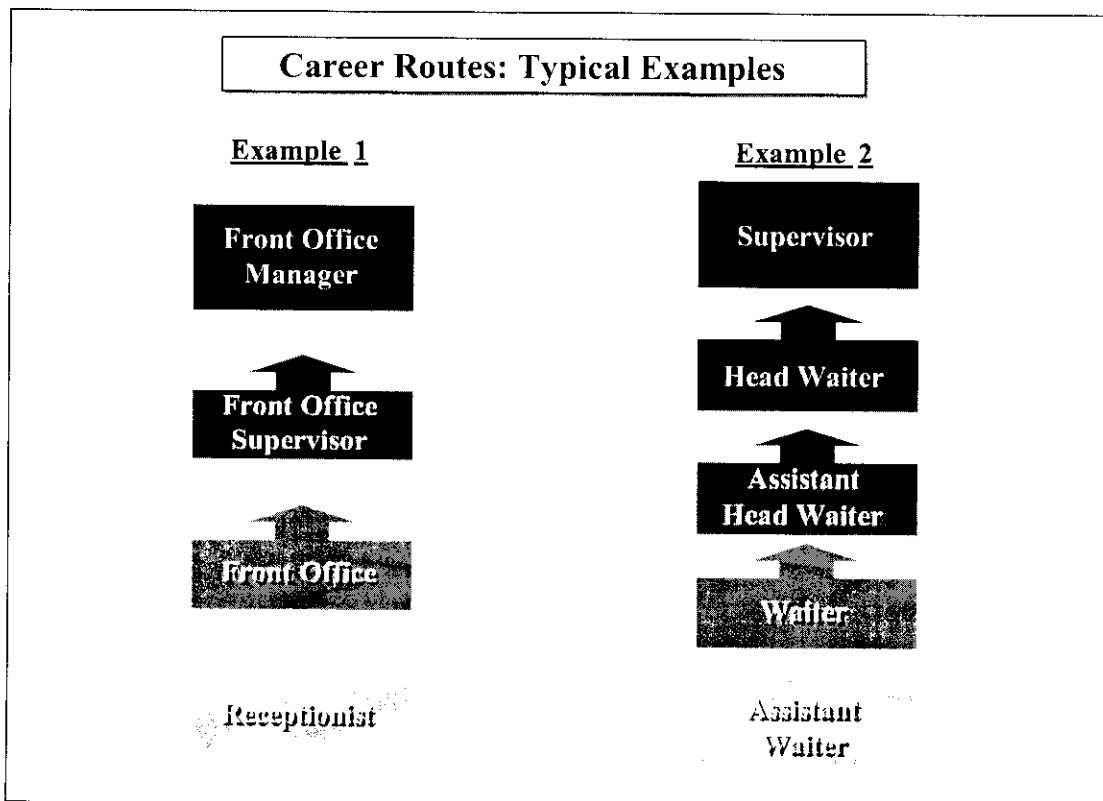 Career Routes: Typical Examples
Example 1
Front Office
Manager
Front Office
Supervisor
Front Office
Receptionist
Example 2
Supervisor
Head Waiter
Assistant
Head Waiter
Waiter
Assistant
Waiter